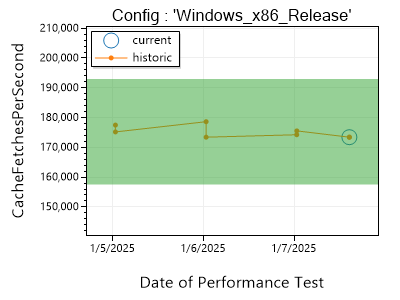 Config : 'Windows_x86_Release'
current
historic
210,000
200,000
190,000
180,000
170,000
160,000
150,000
CacheFetchesPerSecond
1/5/2025
1/6/2025
1/7/2025
Date of Performance Test